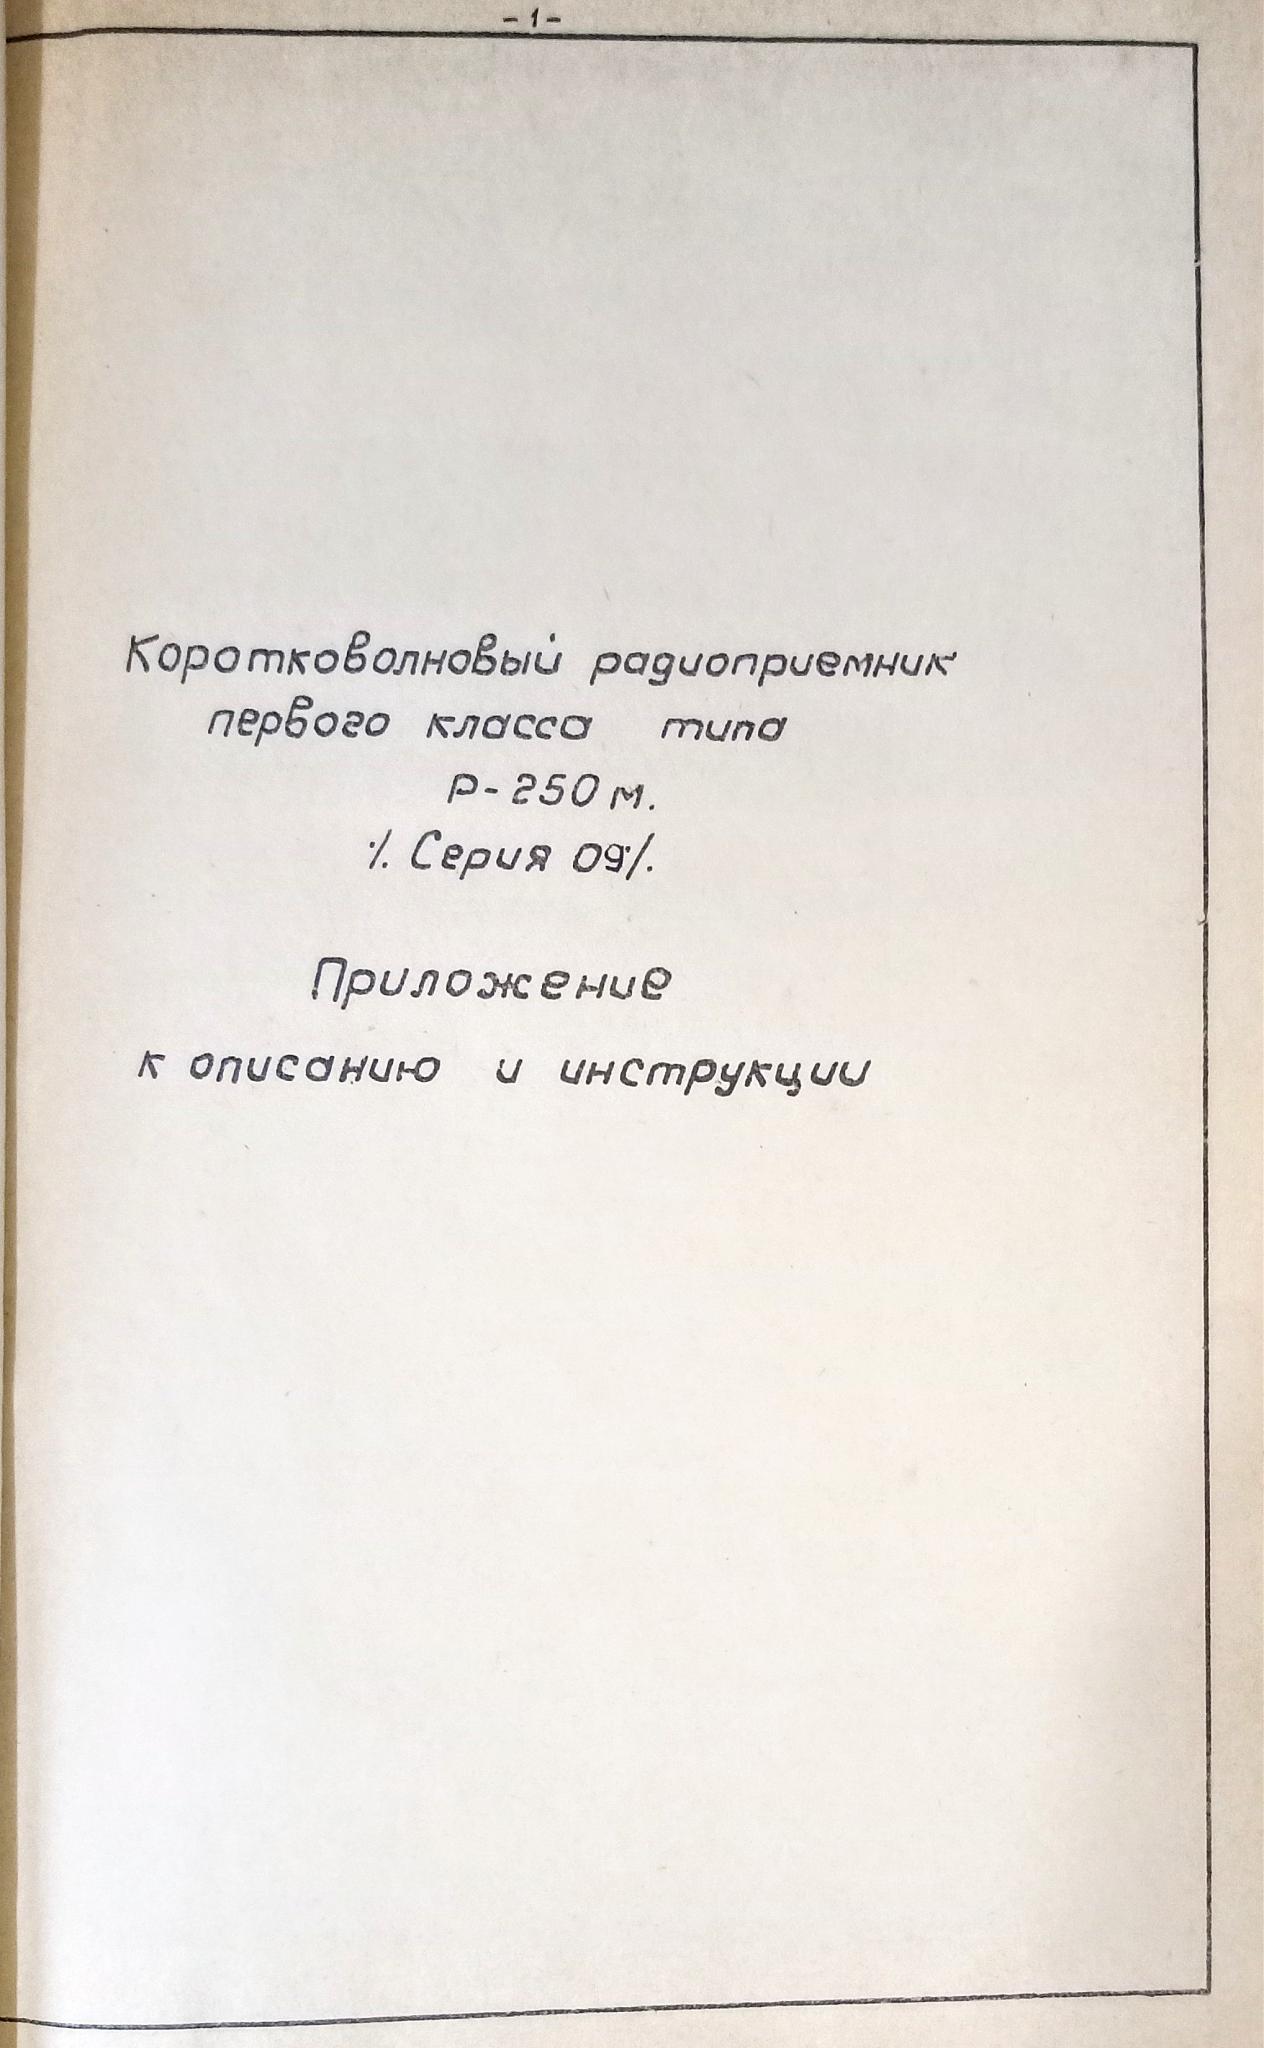 - 1 -
Коротковолновый радиоприемник
первого класса типа
Р-250 м.
·/. Серия 09·/.
Приложение
к описанию и инструкции